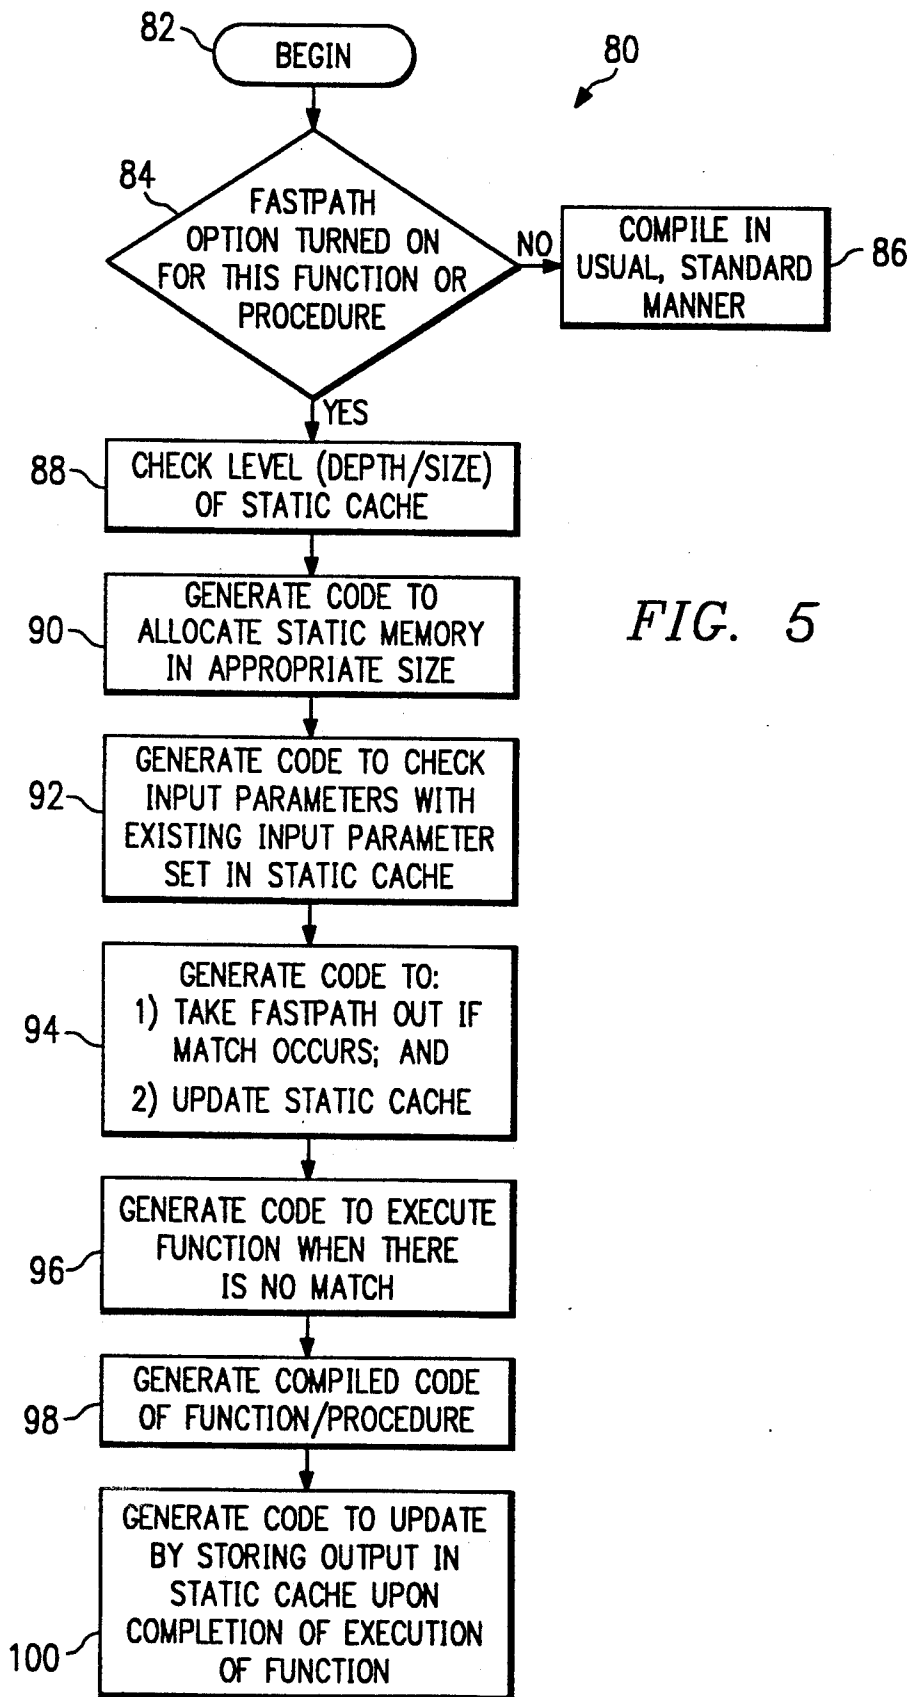 82
BEGIN
80
84
FASTPATH
OPTION TURNED ON
FOR THIS FUNCTION OR
PROCEDURE
NO
COMPILE IN
USUAL, STANDARD
MANNER
86
YES
88
CHECK LEVEL (DEPTH/SIZE)
OF STATIC CACHE
90
GENERATE CODE TO
ALLOCATE STATIC MEMORY
IN APPROPRIATE SIZE
FIG. 5
92
GENERATE CODE TO CHECK
INPUT PARAMETERS WITH
EXISTING INPUT PARAMETER
SET IN STATIC CACHE
94
GENERATE CODE TO:
1) TAKE FASTPATH OUT IF
MATCH OCCURS; AND
2) UPDATE STATIC CACHE
96
GENERATE CODE TO EXECUTE
FUNCTION WHEN THERE
IS NO MATCH
98
GENERATE COMPILED CODE
OF FUNCTION/PROCEDURE
100
GENERATE CODE TO UPDATE
BY STORING OUTPUT IN
STATIC CACHE UPON
COMPLETION OF EXECUTION
OF FUNCTION